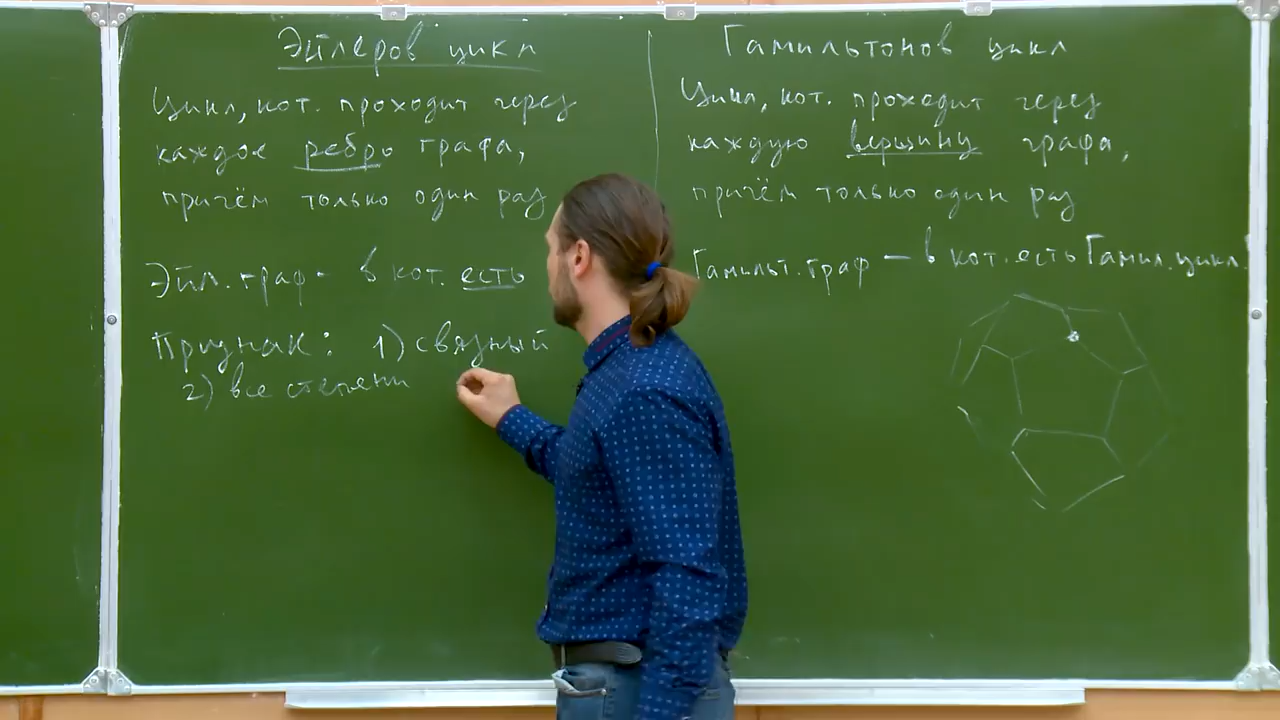 Эйлеров цикл
Цикл, кот. проходит через
каждое ребро графа,
причём только один раз
Эйл. граф - в кот. есть
Признак: 1) связный
2) все степени
Гамильтонов цикл
Цикл, кот. проходит через
каждую вершину графа,
причём только один раз
Гамильт. граф — в кот. есть Гамил. цикл.